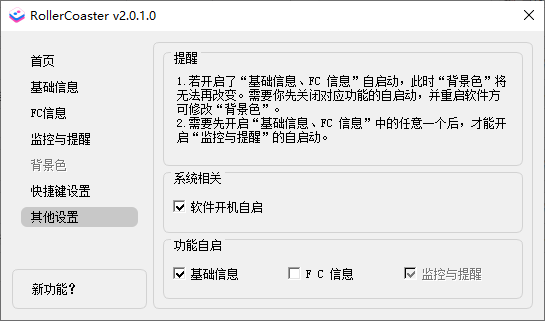 RollerCoaster v2.0.1.0
首页
基础信息
FC信息
监控与提醒
背景色
快捷键设置
其他设置
新功能?
提醒
1.若开启了“基础信息、FC 信息”自启动，此时“背景色”将
无法再改变。需要你先关闭对应功能的自启动，并重启软件方
可修改“背景色”。
2.需要先开启“基础信息、FC 信息”中的任意一个后，才能开
启“监控与提醒”的自启动。
系统相关
软件开机自启
功能自启
基础信息 F C 信息 监控与提醒